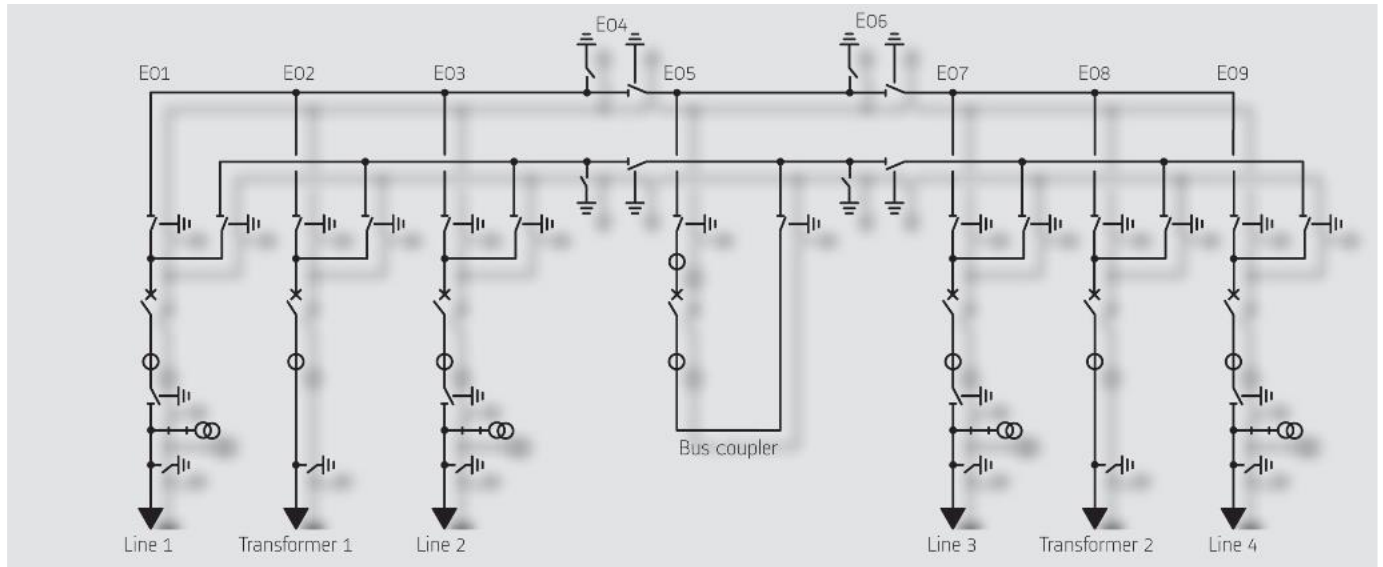 E04
E06
E01
E02
E03
E05
E07
E08
E09
Bus coupler
Line 1
Transformer 1
Line 2
Line 3
Transformer 2
Line 4